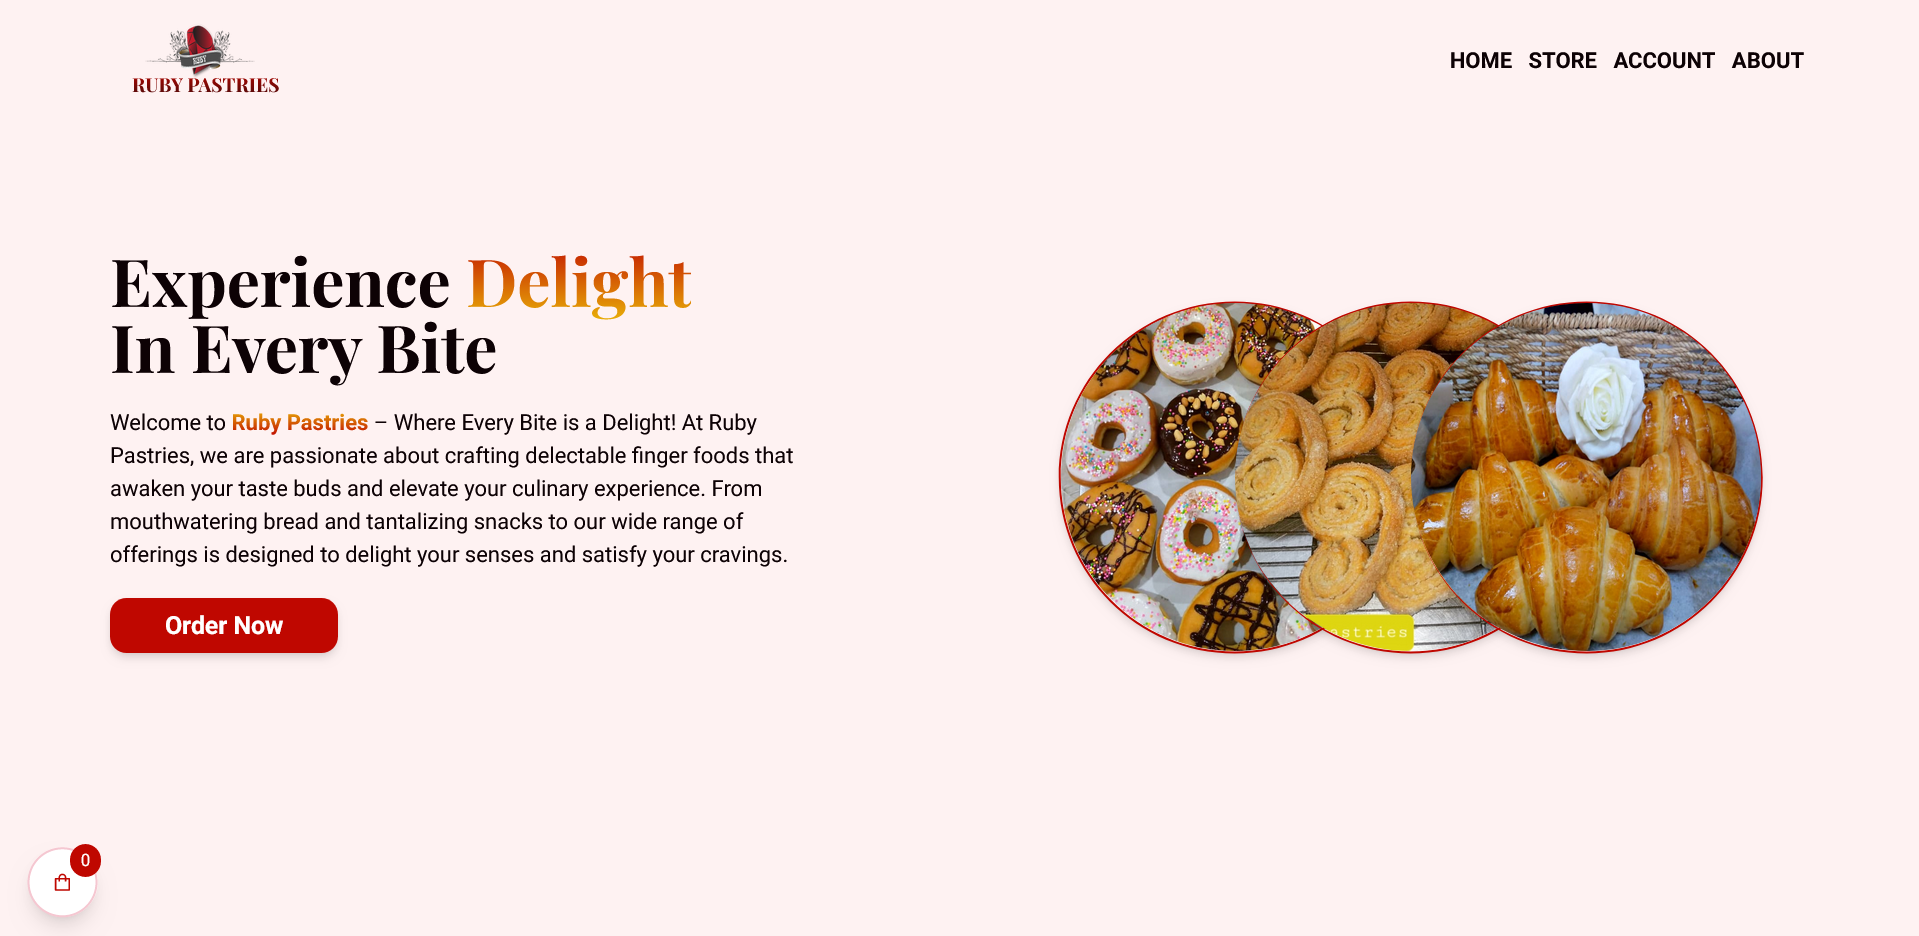 RUBY
RUBY PASTRIES
HOME STORE ACCOUNT ABOUT
Experience Delight
In Every Bite
Welcome to Ruby Pastries – Where Every Bite is a Delight! At Ruby
Pastries, we are passionate about crafting delectable finger foods that
awaken your taste buds and elevate your culinary experience. From
mouthwatering bread and tantalizing snacks to our wide range of
offerings is designed to delight your senses and satisfy your cravings.
Order Now
astries
0